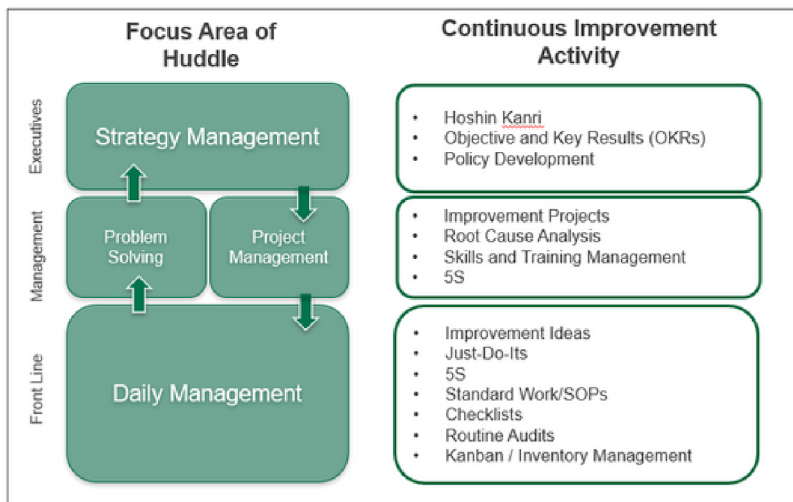 Focus Area of
Huddle
Continuous Improvement
Activity
Executives
Strategy Management
• Hoshin Kanri
• Objective and Key Results (OKRs)
• Policy Development
Management
Problem
Solving
Project
Management
• Improvement Projects
• Root Cause Analysis
• Skills and Training Management
• 5S
Front Line
Daily Management
• Improvement Ideas
• Just-Do-Its
• 5S
• Standard Work/SOPs
• Checklists
• Routine Audits
• Kanban / Inventory Management